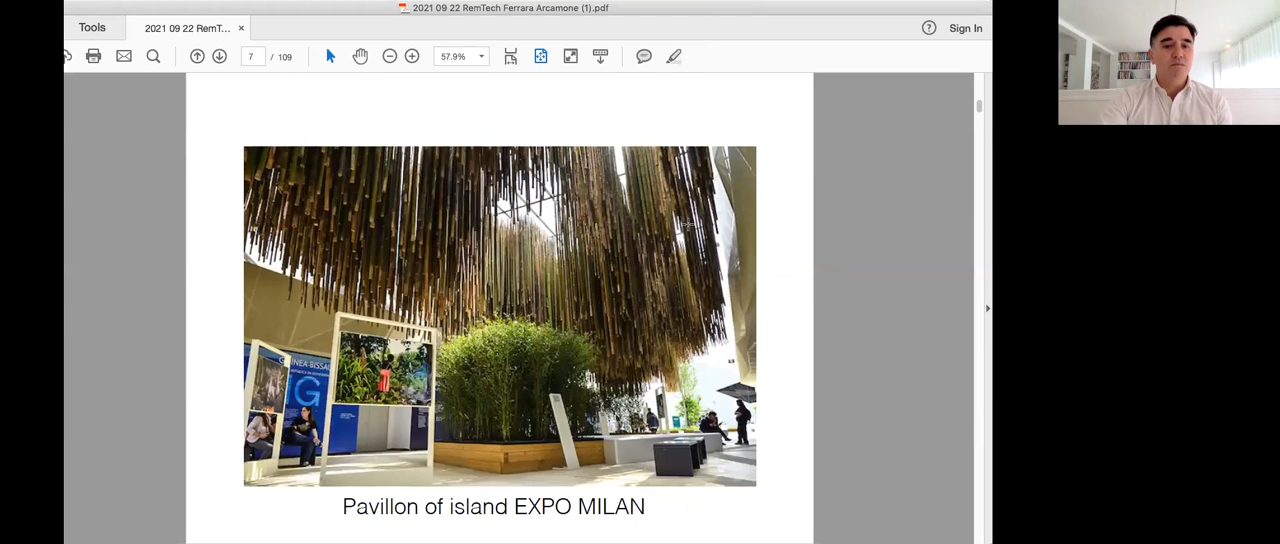 2021 09 22 RemTech Ferrara Arcamone (1).pdf
Tools
2021 09 22 RemT... ×
Sign In
7 / 109
57.9%
IG
Pavillon of island EXPO MILAN